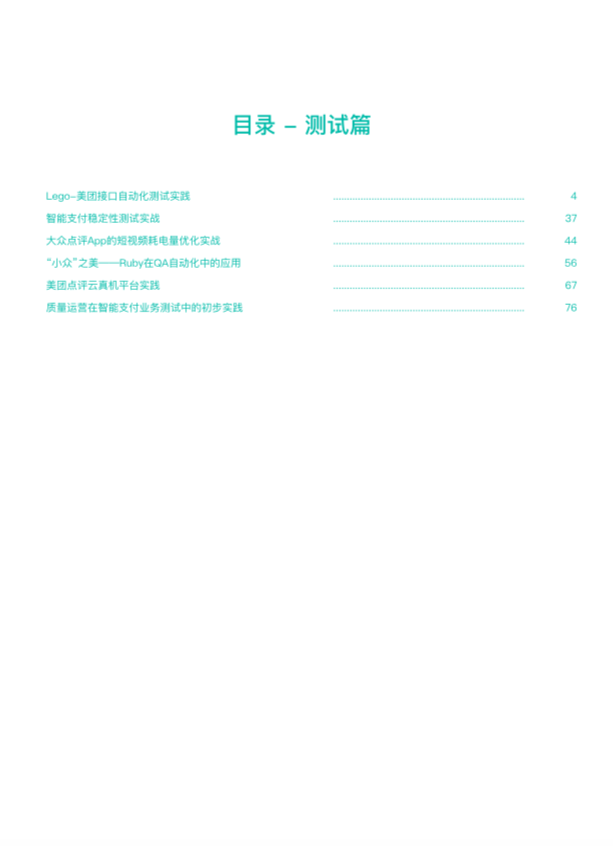 目录 – 测试篇
Lego-美团接口自动化测试实践 4
智能支付稳定性测试实战 37
大众点评App的短视频耗电量优化实战 44
“小众”之美——Ruby在QA自动化中的应用 56
美团点评云真机平台实践 67
质量运营在智能支付业务测试中的初步实践 76